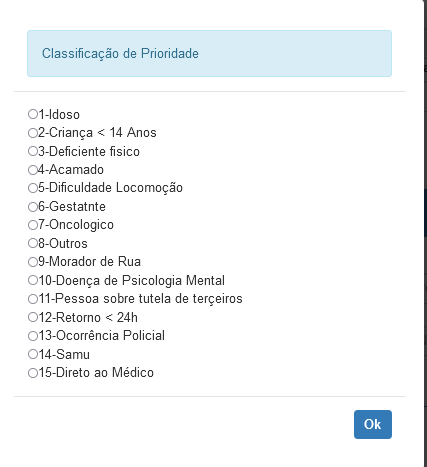 Classificação de Prioridade
1-Idoso
2-Criança < 14 Anos
3-Deficiente fisico
4-Acamado
5-Dificuldade Locomoção
6-Gestatnte
7-Oncologico
8-Outros
9-Morador de Rua
10-Doença de Psicologia Mental
11-Pessoa sobre tutela de terçeiros
12-Retorno < 24h
13-Ocorrência Policial
14-Samu
15-Direto ao Médico
Ok